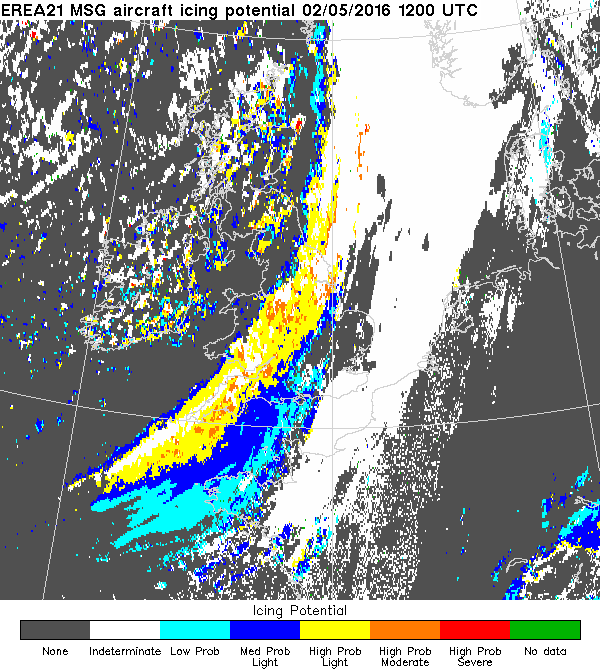 EREA21 MSG aircraft icing potential 02/05/2016 1200 UTC
Icing Potential
None Indeterminate Low Prob Med Prob High Prob High Prob High Prob No data
Light Light Moderate Severe